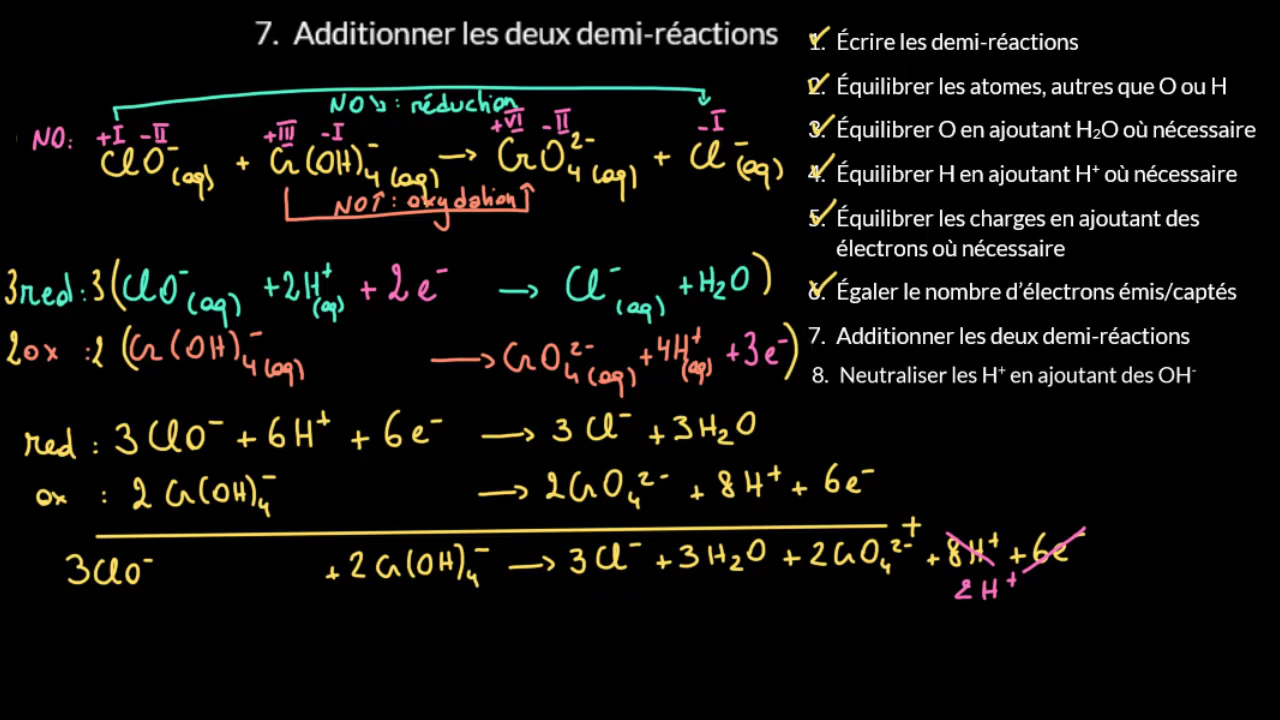 7. Additionner les deux demi-réactions
NO↘ : réduction
NO: +I -II +III -I +VI -II -I
ClO⁻(aq) + Cr(OH)₄⁻(aq) → CrO₄²⁻(aq) + Cl⁻(aq)
NO↑ : oxydation
3red : 3(ClO⁻(aq) + 2H⁺(aq) + 2e⁻ → Cl⁻(aq) + H₂O)
2ox : 2(Cr(OH)₄⁻(aq) → CrO₄²⁻(aq) + 4H⁺(aq) + 3e⁻)
red : 3ClO⁻ + 6H⁺ + 6e⁻ → 3Cl⁻ + 3H₂O
ox : 2Cr(OH)₄⁻ → 2CrO₄²⁻ + 8H⁺ + 6e⁻
+
3ClO⁻ + 2Cr(OH)₄⁻ → 3Cl⁻ + 3H₂O + 2CrO₄²⁻ + 8H⁺ + 6e⁻
2H⁺
1. Écrire les demi-réactions
2. Équilibrer les atomes, autres que O ou H
3. Équilibrer O en ajoutant H₂O où nécessaire
4. Équilibrer H en ajoutant H⁺ où nécessaire
5. Équilibrer les charges en ajoutant des
électrons où nécessaire
6. Égaler le nombre d'électrons émis/captés
7. Additionner les deux demi-réactions
8. Neutraliser les H⁺ en ajoutant des OH⁻